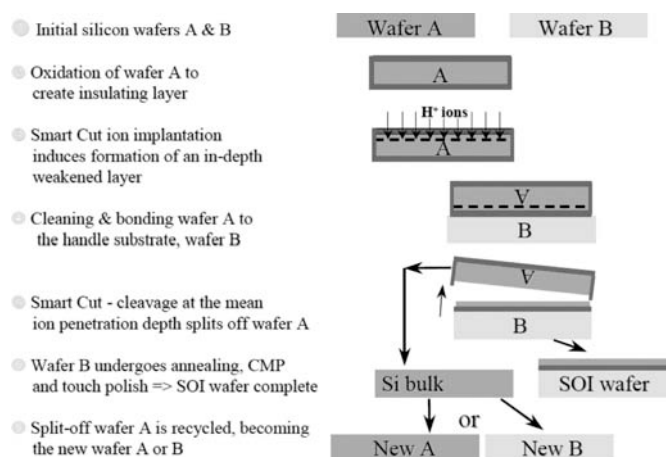 Initial silicon wafers A & B
Wafer A
Wafer B
Oxidation of wafer A to
create insulating layer
A
H+ ions
Smart Cut ion implantation
induces formation of an in-depth
weakened layer
A
Cleaning & bonding wafer A to
the handle substrate, wafer B
A
B
Smart Cut - cleavage at the mean
ion penetration depth splits off wafer A
A
B
Wafer B undergoes annealing, CMP
and touch polish => SOI wafer complete
Si bulk
SOI wafer
Split-off wafer A is recycled, becoming
the new wafer A or B
or
New A
New B